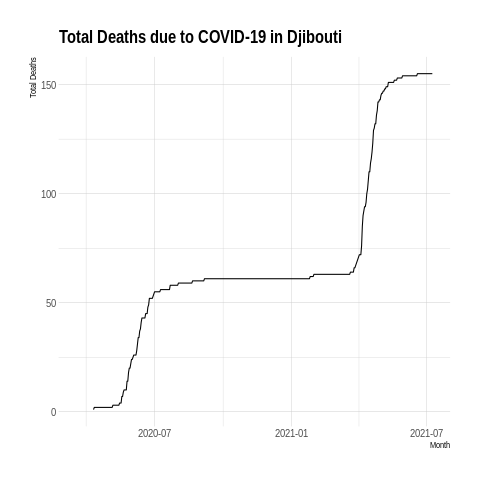 Total Deaths due to COVID-19 in Djibouti
Total Deaths
150
100
50
0
2020-07
2021-01
2021-07
Month